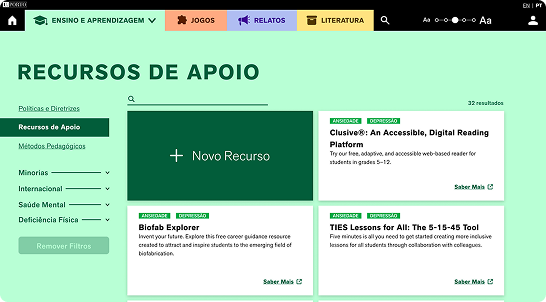 U.PORTO
EN | PT
ENSINO E APRENDIZAGEM
JOGOS
RELATOS
LITERATURA
Aa
Aa
RECURSOS DE APOIO
Políticas e Diretrizes
Recursos de Apoio
Métodos Pedagógicos
Minorias
Internacional
Saúde Mental
Deficiência Física
Remover Filtros
32 resultados
Novo Recurso
ANSIEDADE DEPRESSÃO
Clusive®: An Accessible, Digital Reading
Platform
Try our free, adaptive, and accessible web-based reader for
students in grades 5–12.
Saber Mais
ANSIEDADE DEPRESSÃO
Biofab Explorer
Invent your future. Explore this free career guidance resource
created to attract and inspire students to the emerging field of
biofabrication.
Saber Mais
ANSIEDADE DEPRESSÃO
TIES Lessons for All: The 5-15-45 Tool
Five minutes is all you need to get started creating more inclusive
lessons for all students through collaboration with colleagues.
Saber Mais